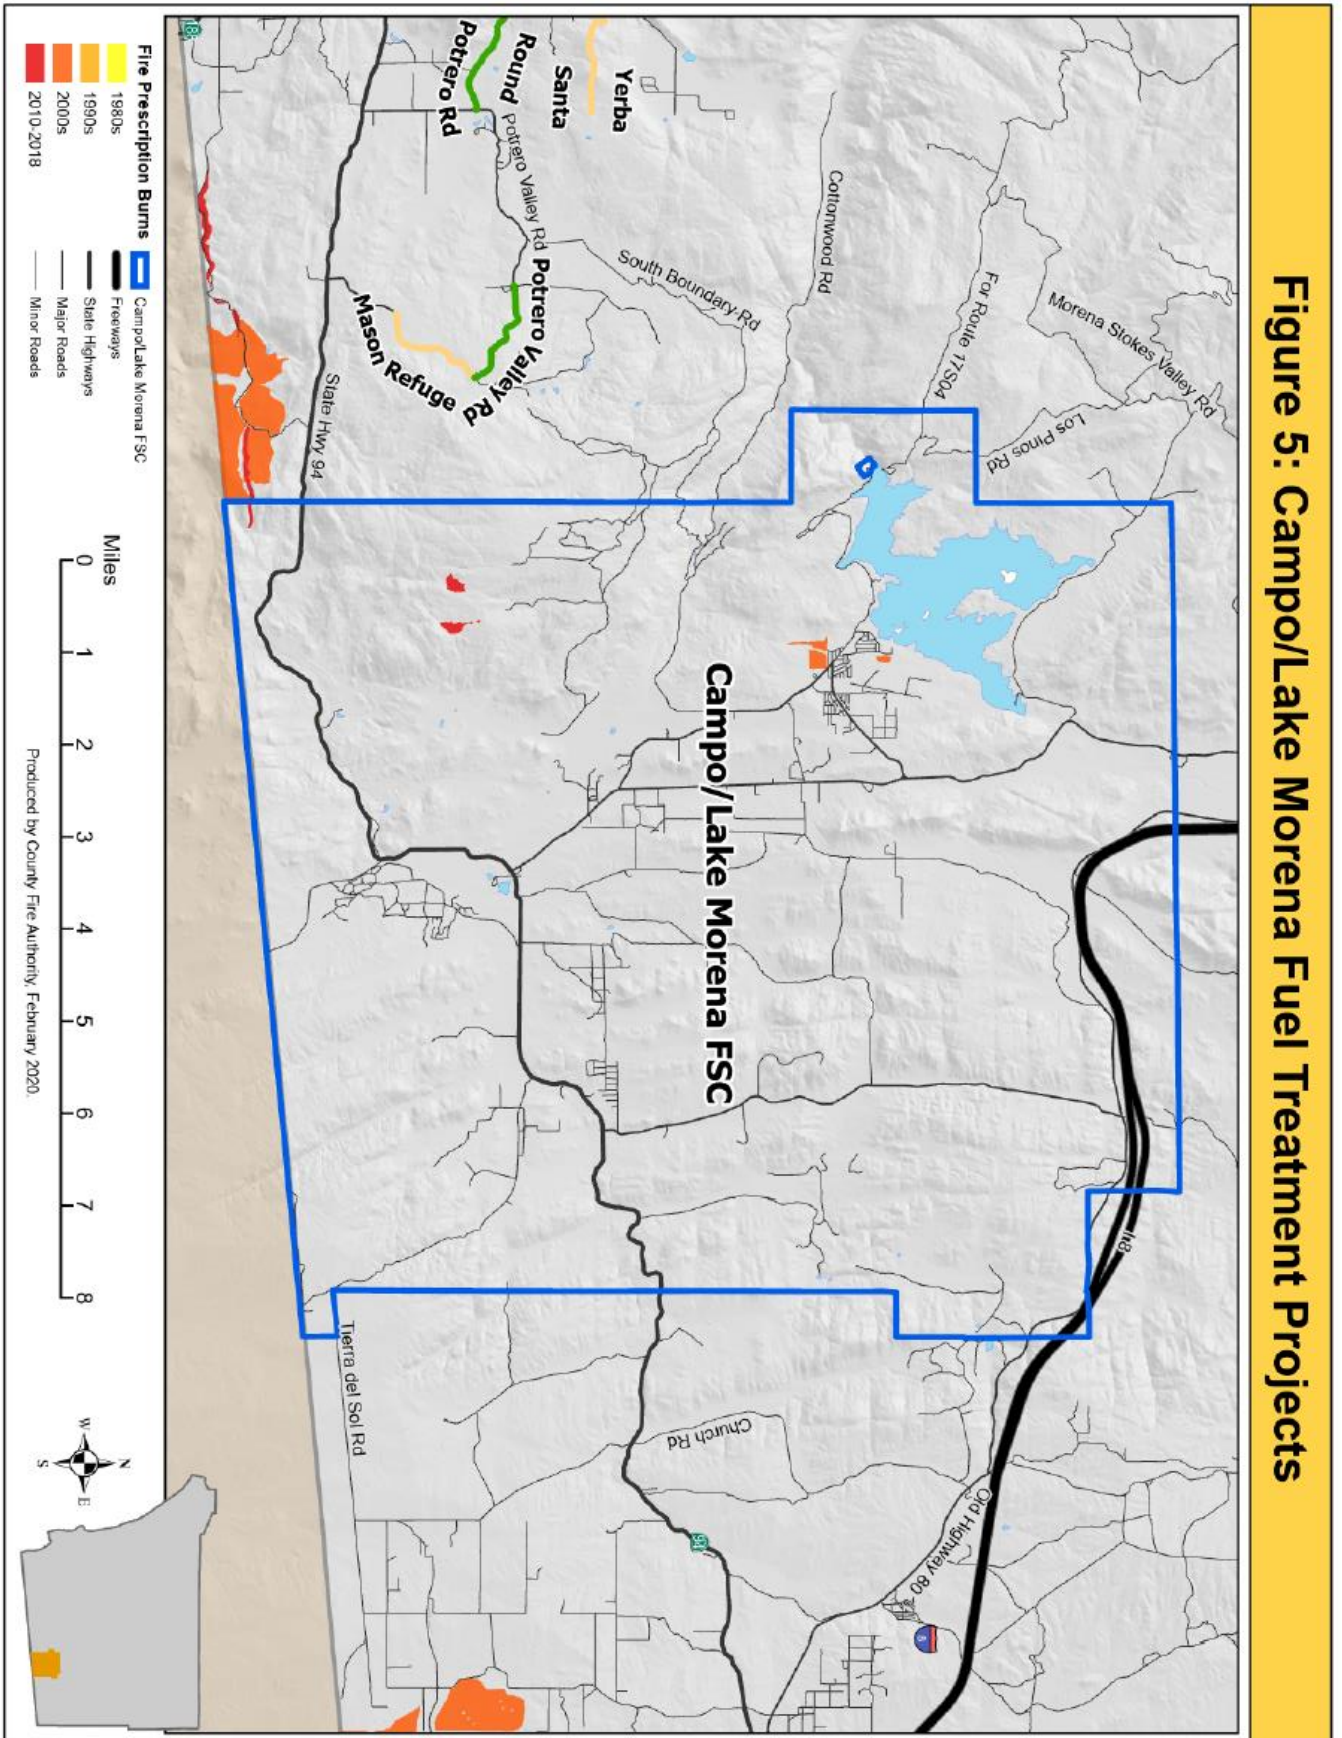 Figure 5: Campo/Lake Morena Fuel Treatment Projects
Morena Stokes Valley Rd
Los Pinos Rd
For Route 17S04
Cottonwood Rd
South Boundary Rd
Yerba
Santa
Round
Potrero Rd
Potrero Valley Rd
Potrero Valley Rd
Mason Refuge
State Hwy 94
188
Campo/Lake Morena FSC
I-8
Old Highway 80
8
Church Rd
94
Tierra del Sol Rd
Fire Prescription Burns
1980s
1990s
2000s
2010-2018
Campo/Lake Morena FSC
Freeways
State Highways
Major Roads
Minor Roads
Miles
0 1 2 3 4 5 6 7 8
Produced by County Fire Authority, February 2020.
N
W E
S